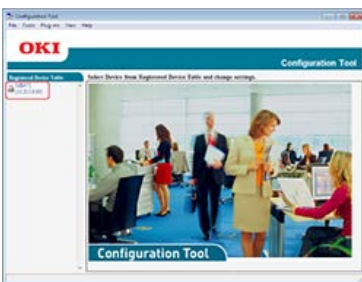 Configuration Tool
File Tools Plug-ins View Help
OKI
Configuration Tool
Registered Device Table
Select Device from Registered Device Table and change settings.
Configuration Tool